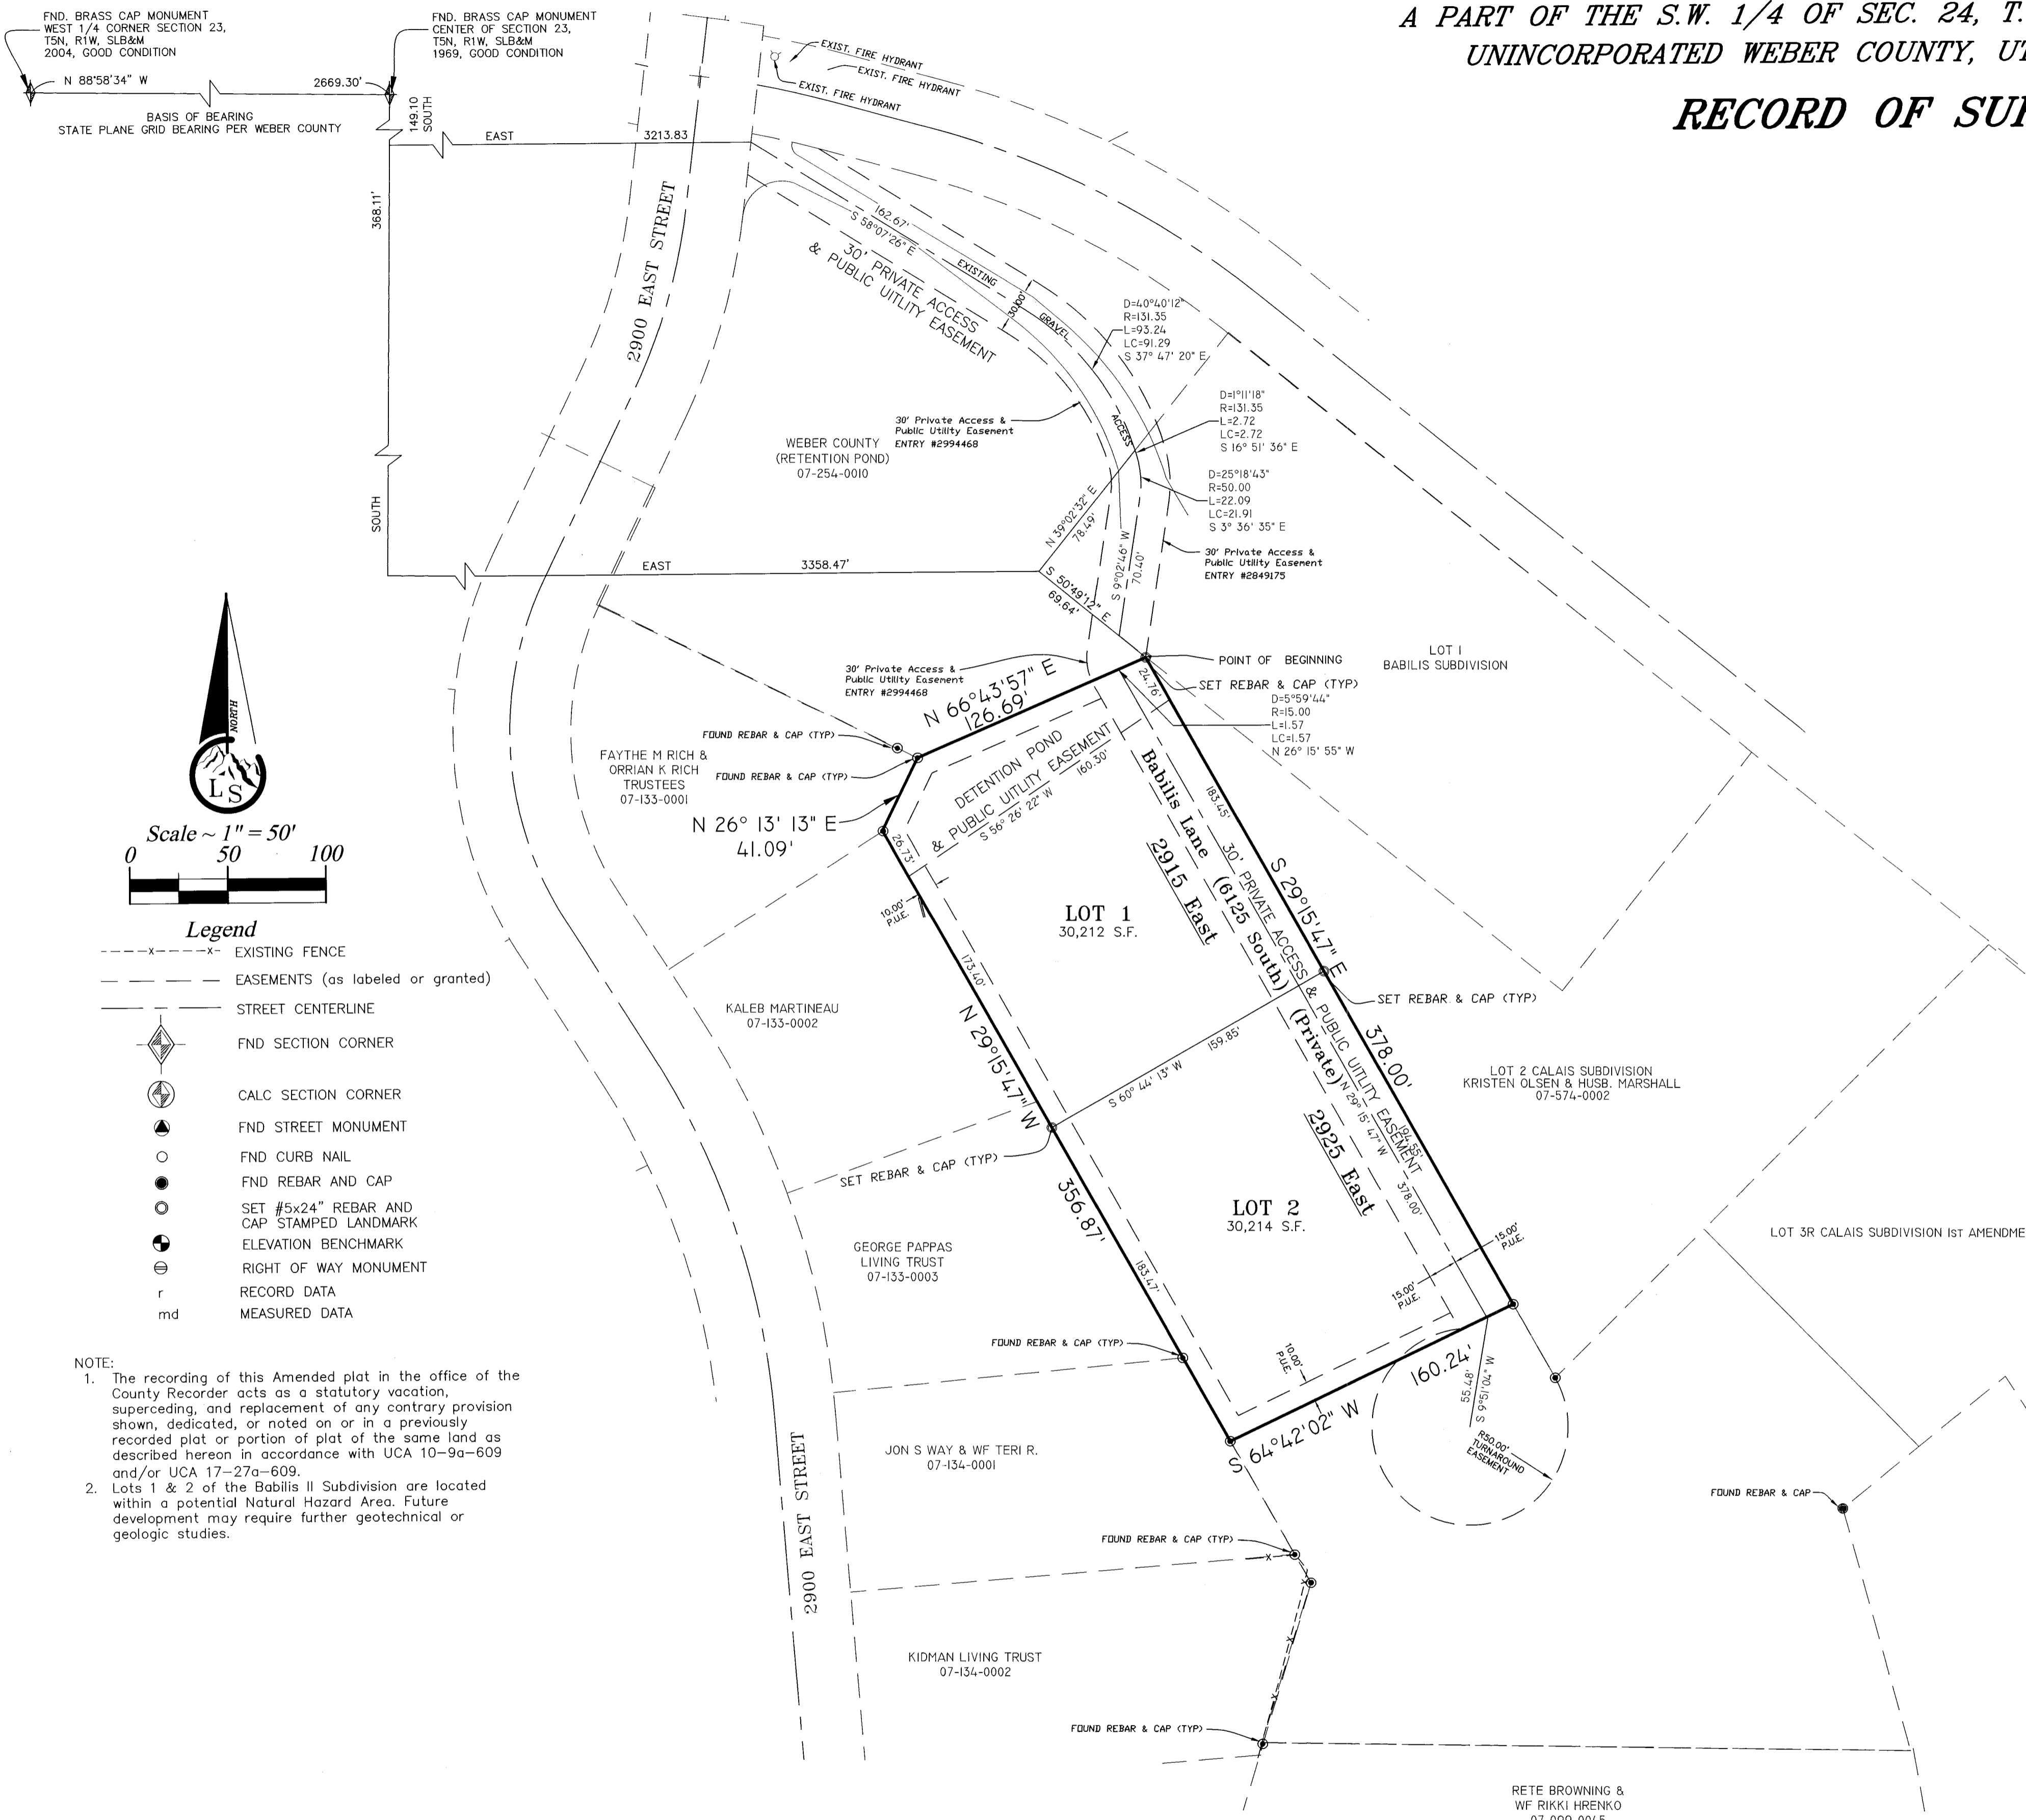 FND. BRASS CAP MONUMENT
WEST 1/4 CORNER SECTION 23,
T5N, R1W, SLB&M
2004, GOOD CONDITION
FND. BRASS CAP MONUMENT
CENTER OF SECTION 23,
T5N, R1W, SLB&M
1969, GOOD CONDITION
A PART OF THE S.W. 1/4 OF SEC. 24, T.
UNINCORPORATED WEBER COUNTY, UT
RECORD OF SUR
N 88°58'34" W
2669.30'
BASIS OF BEARING
STATE PLANE GRID BEARING PER WEBER COUNTY
149.10
SOUTH
EAST
3213.83
368.11'
SOUTH
EAST
3358.47'
EXIST. FIRE HYDRANT
EXIST. FIRE HYDRANT
EXIST. FIRE HYDRANT
2900 EAST STREET
162.67'
S 58°07'26" E
30' PRIVATE ACCESS
& PUBLIC UITLITY EASEMENT
EXISTING
GRAVEL
ACCESS
30.00'
D=40°40'12"
R=131.35
L=93.24
LC=91.29
S 37° 47' 20" E
D=1°11'18"
R=131.35
L=2.72
LC=2.72
S 16° 51' 36" E
D=25°18'43"
R=50.00
L=22.09
LC=21.91
S 3° 36' 35" E
30' Private Access &
Public Utility Easement
ENTRY #2994468
WEBER COUNTY
(RETENTION POND)
07-254-0010
N 39°02'32" E
78.49'
S 9°02'46" W
70.40'
30' Private Access &
Public Utility Easement
ENTRY #2849175
S 50°49'12" E
69.64'
POINT OF BEGINNING
SET REBAR & CAP (TYP)
LOT 1
BABILIS SUBDIVISION
30' Private Access &
Public Utility Easement
ENTRY #2994468
24.76'
D=5°59'44"
R=15.00
L=1.57
LC=1.57
N 26° 15' 55" W
N 66°43'57" E
126.69'
FOUND REBAR & CAP (TYP)
FOUND REBAR & CAP (TYP)
FAYTHE M RICH &
ORRIAN K RICH
TRUSTEES
07-133-0001
N 26° 13' 13" E
41.09'
DETENTION POND
& PUBLIC UITLITY EASEMENT
S 56° 26' 22" W
160.30'
26.73'
10.00'
P.U.E.
NORTH
LS
Scale ~ 1" = 50'
0 50 100
Babilis Lane (6125 South) (Private)
2915 East
30' PRIVATE ACCESS & PUBLIC UITLITY EASEMENT
183.45'
S 29°15'47" E
378.00'
LOT 1
30,212 S.F.
173.40'
N 29°15'47" W
356.87'
S 60° 44' 13" W
159.85'
SET REBAR & CAP (TYP)
KALEB MARTINEAU
07-133-0002
LOT 2 CALAIS SUBDIVISION
KRISTEN OLSEN & HUSB. MARSHALL
07-574-0002
N 29° 15' 47" W
378.00'
194.55'
2925 East
SET REBAR & CAP (TYP)
LOT 2
30,214 S.F.
183.47'
15.00'
P.U.E.
15.00'
P.U.E.
LOT 3R CALAIS SUBDIVISION 1ST AMENDME
GEORGE PAPPAS
LIVING TRUST
07-133-0003
FOUND REBAR & CAP (TYP)
10.00'
P.U.E.
S 64°42'02" W
160.24'
55.48'
S 9°51'04" W
R50.00'
TURNAROUND
EASEMENT
Legend
EXISTING FENCE
EASEMENTS (as labeled or granted)
STREET CENTERLINE
FND SECTION CORNER
CALC SECTION CORNER
FND STREET MONUMENT
FND CURB NAIL
FND REBAR AND CAP
SET #5x24" REBAR AND
CAP STAMPED LANDMARK
ELEVATION BENCHMARK
RIGHT OF WAY MONUMENT
r RECORD DATA
md MEASURED DATA
NOTE:
1. The recording of this Amended plat in the office of the
County Recorder acts as a statutory vacation,
superceding, and replacement of any contrary provision
shown, dedicated, or noted on or in a previously
recorded plat or portion of plat of the same land as
described hereon in accordance with UCA 10-9a-609
and/or UCA 17-27a-609.
2. Lots 1 & 2 of the Babilis II Subdivision are located
within a potential Natural Hazard Area. Future
development may require further geotechnical or
geologic studies.
2900 EAST STREET
JON S WAY & WF TERI R.
07-134-0001
FOUND REBAR & CAP
FOUND REBAR & CAP (TYP)
KIDMAN LIVING TRUST
07-134-0002
FOUND REBAR & CAP (TYP)
RETE BROWNING &
WF RIKKI HRENKO